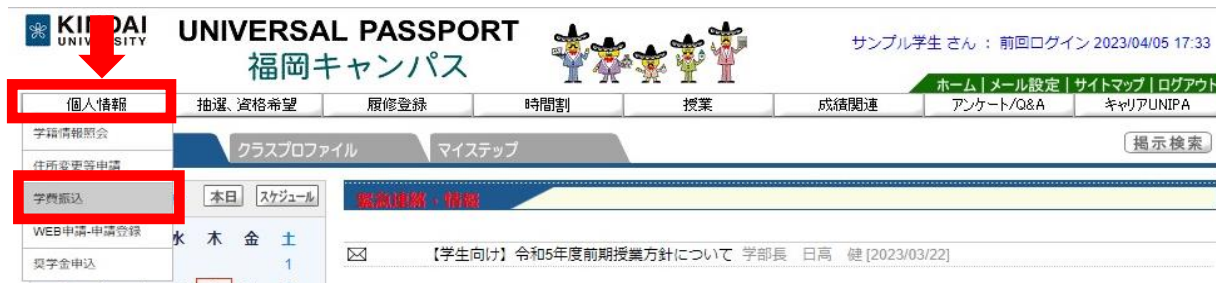 KINDAI UNIVERSITY
UNIVERSAL PASSPORT
福岡キャンパス
サンプル学生 さん : 前回ログイン 2023/04/05 17:33
ホーム | メール設定 | サイトマップ | ログアウト
個人情報 抽選、資格希望 履修登録 時間割 授業 成績関連 アンケート/Q&A キャリアUNIPA
学籍情報照会
クラスプロファイル マイステップ 掲示検索
住所変更等申請
学費振込 本日 スケジュール 緊急連絡・情報
WEB申請-申請登録 水 木 金 土
【学生向け】令和5年度前期授業方針について 学部長 日高 健 [2023/03/22]
奨学金申込 1